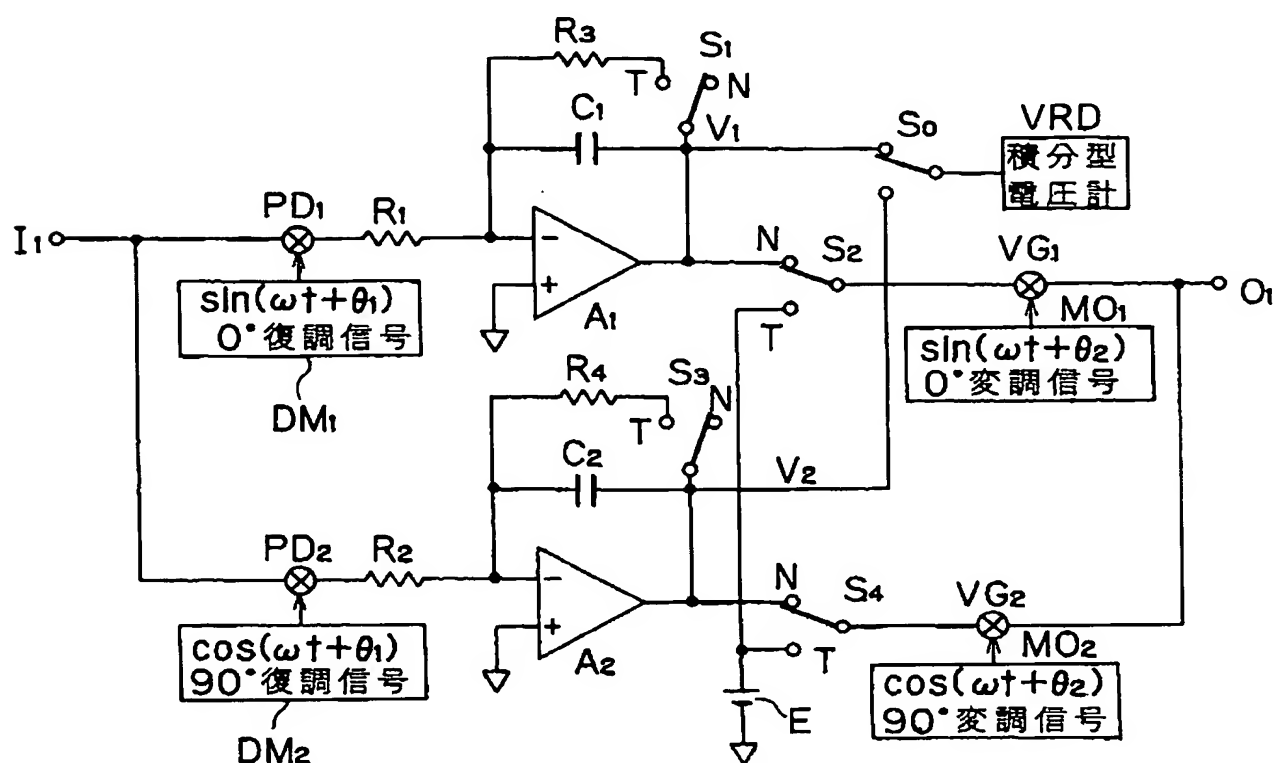 R3
S1
T
N
C1
V1
S0
VRD
積分型
電圧計
PD1
R1
I1
N
S2
VG1
O1
sin(ωt+θ1)
0°復調信号
A1
T
MO1
sin(ωt+θ2)
0°変調信号
DM1
R4
S3
N
T
C2
V2
PD2
R2
N
S4
VG2
cos(ωt+θ1)
90°復調信号
A2
T
MO2
cos(ωt+θ2)
90°変調信号
E
DM2